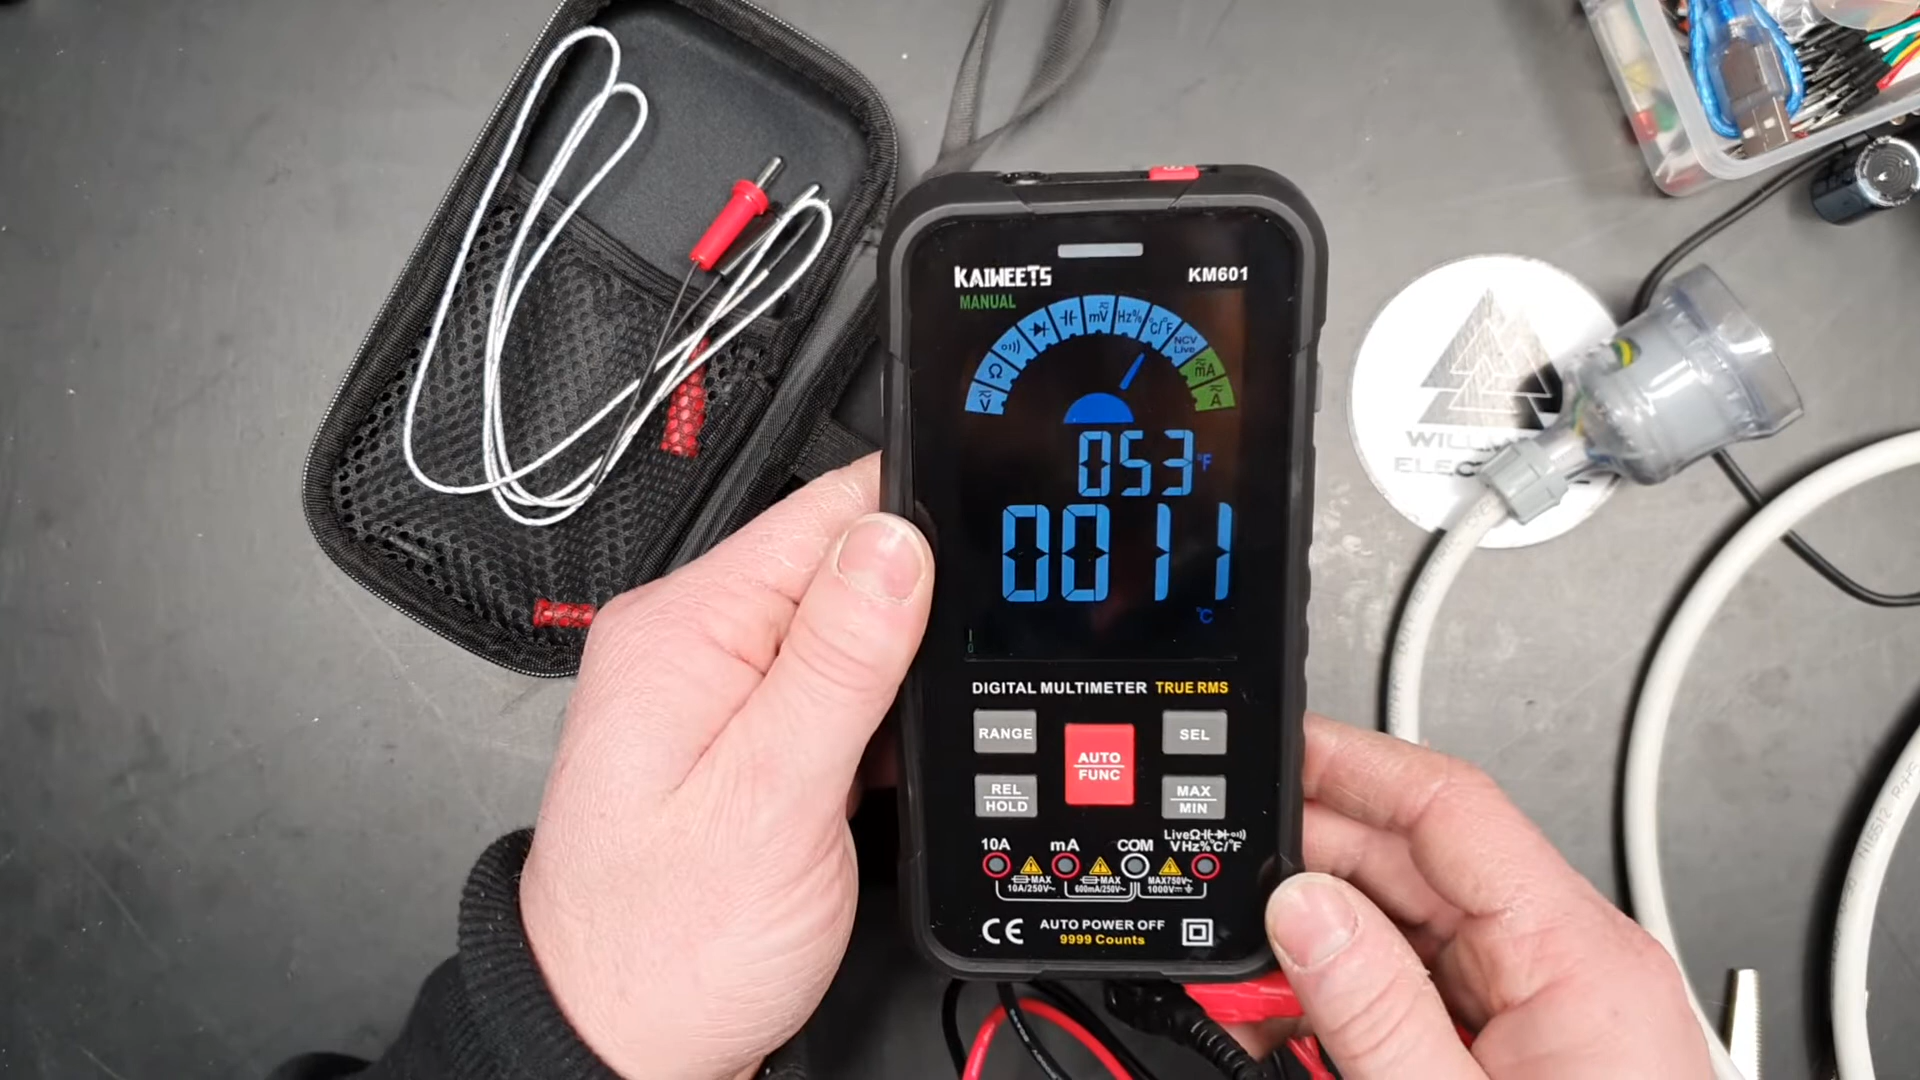 KAIWEETS KM601
MANUAL
V Ω mV Hz% °C/°F NCV Live mA A
053 °F
0011
°C
0
DIGITAL MULTIMETER TRUE RMS
RANGE
SEL
AUTO
FUNC
REL
HOLD
MAX
MIN
10A mA COM LiveΩ
VHz%°C/°F
MAX
10A/250V~
MAX
600mA/250V~
MAX750V~
1000V
CE
AUTO POWER OFF
9999 Counts